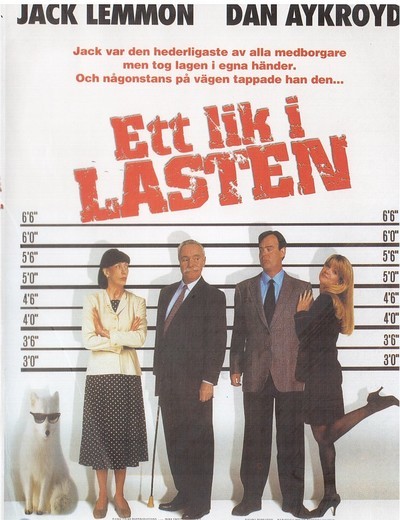 JACK LEMMON DAN AYKROYD
Jack var den hederligaste av alla medborgare
men tog lagen i egna händer.
Och någonstans på vägen tappade han den...
Ett lik i
LASTEN
6'6" 6'6"
6'0" 6'0"
5'6" 5'6"
5'0" 5'0"
4'6" 4'6"
4'0" 4'0"
3'6" 3'6"
3'0" 3'0"